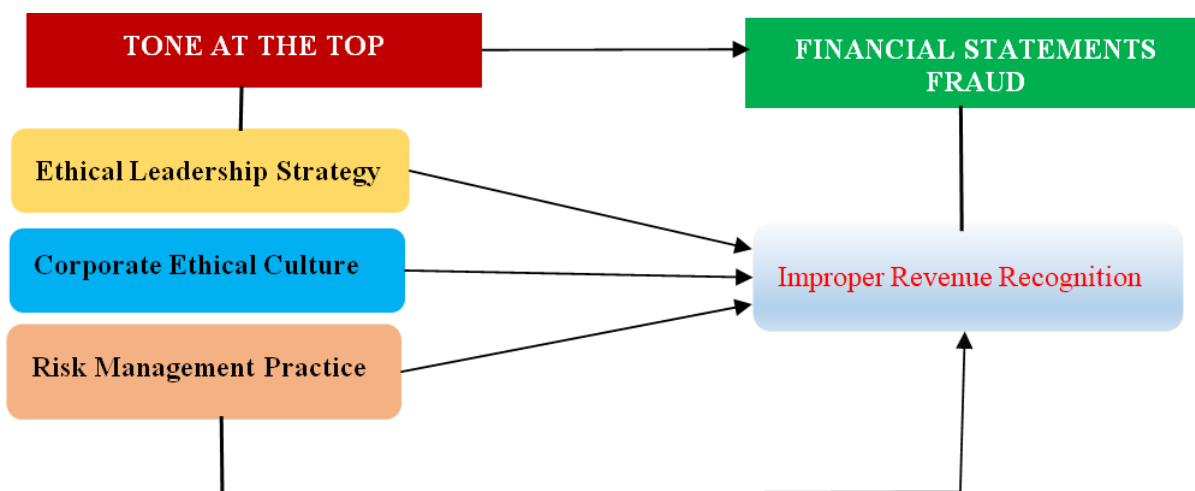 TONE AT THE TOP
FINANCIAL STATEMENTS
FRAUD
Ethical Leadership Strategy
Corporate Ethical Culture
Improper Revenue Recognition
Risk Management Practice